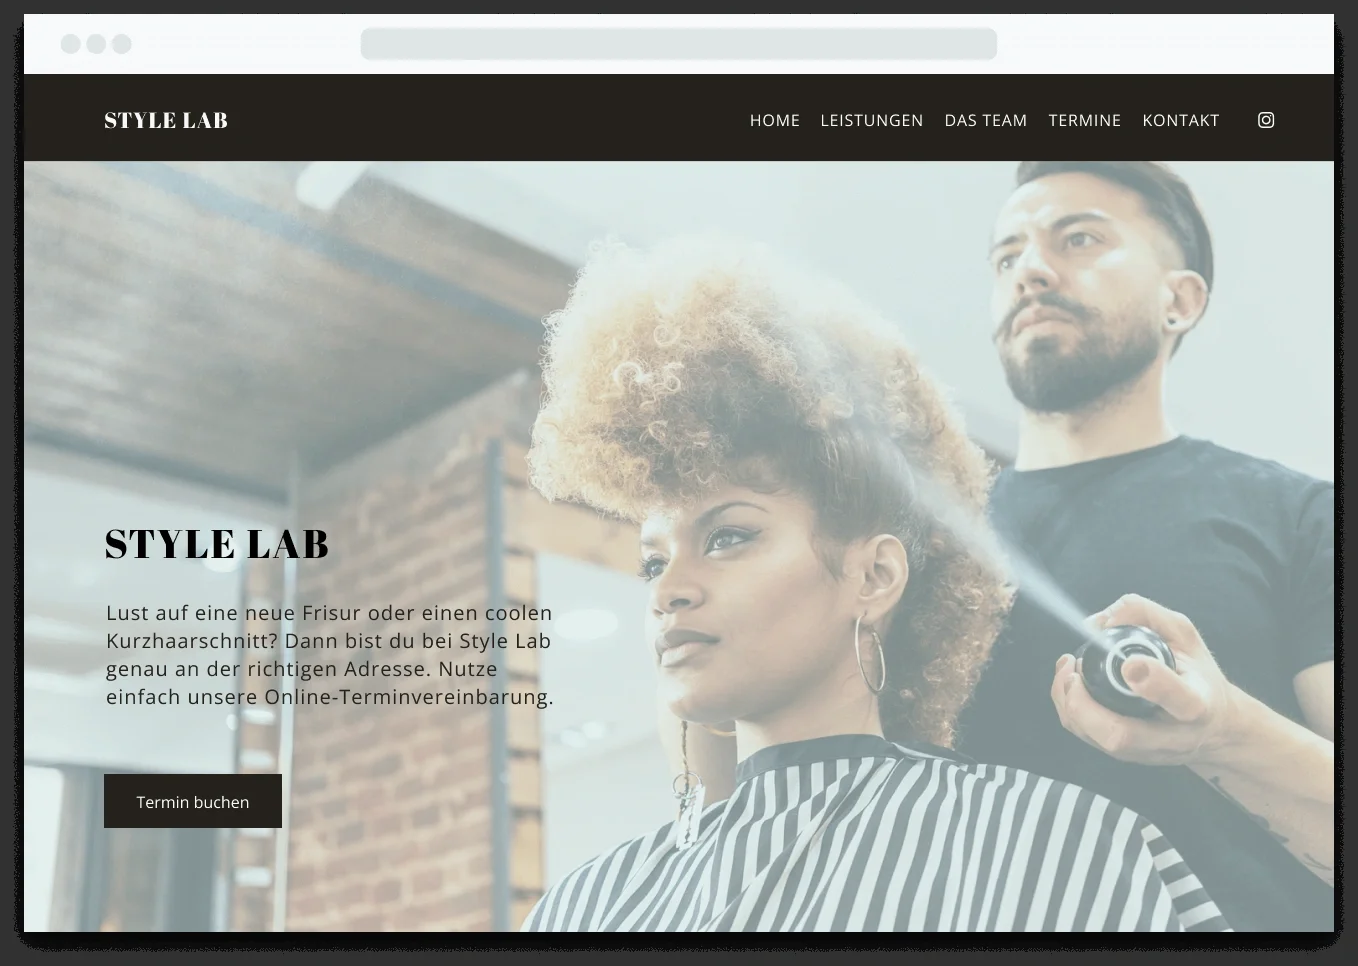 STYLE LAB
HOME LEISTUNGEN DAS TEAM TERMINE KONTAKT
STYLE LAB
Lust auf eine neue Frisur oder einen coolen
Kurzhaarschnitt? Dann bist du bei Style Lab
genau an der richtigen Adresse. Nutze
einfach unsere Online-Terminvereinbarung.
Termin buchen